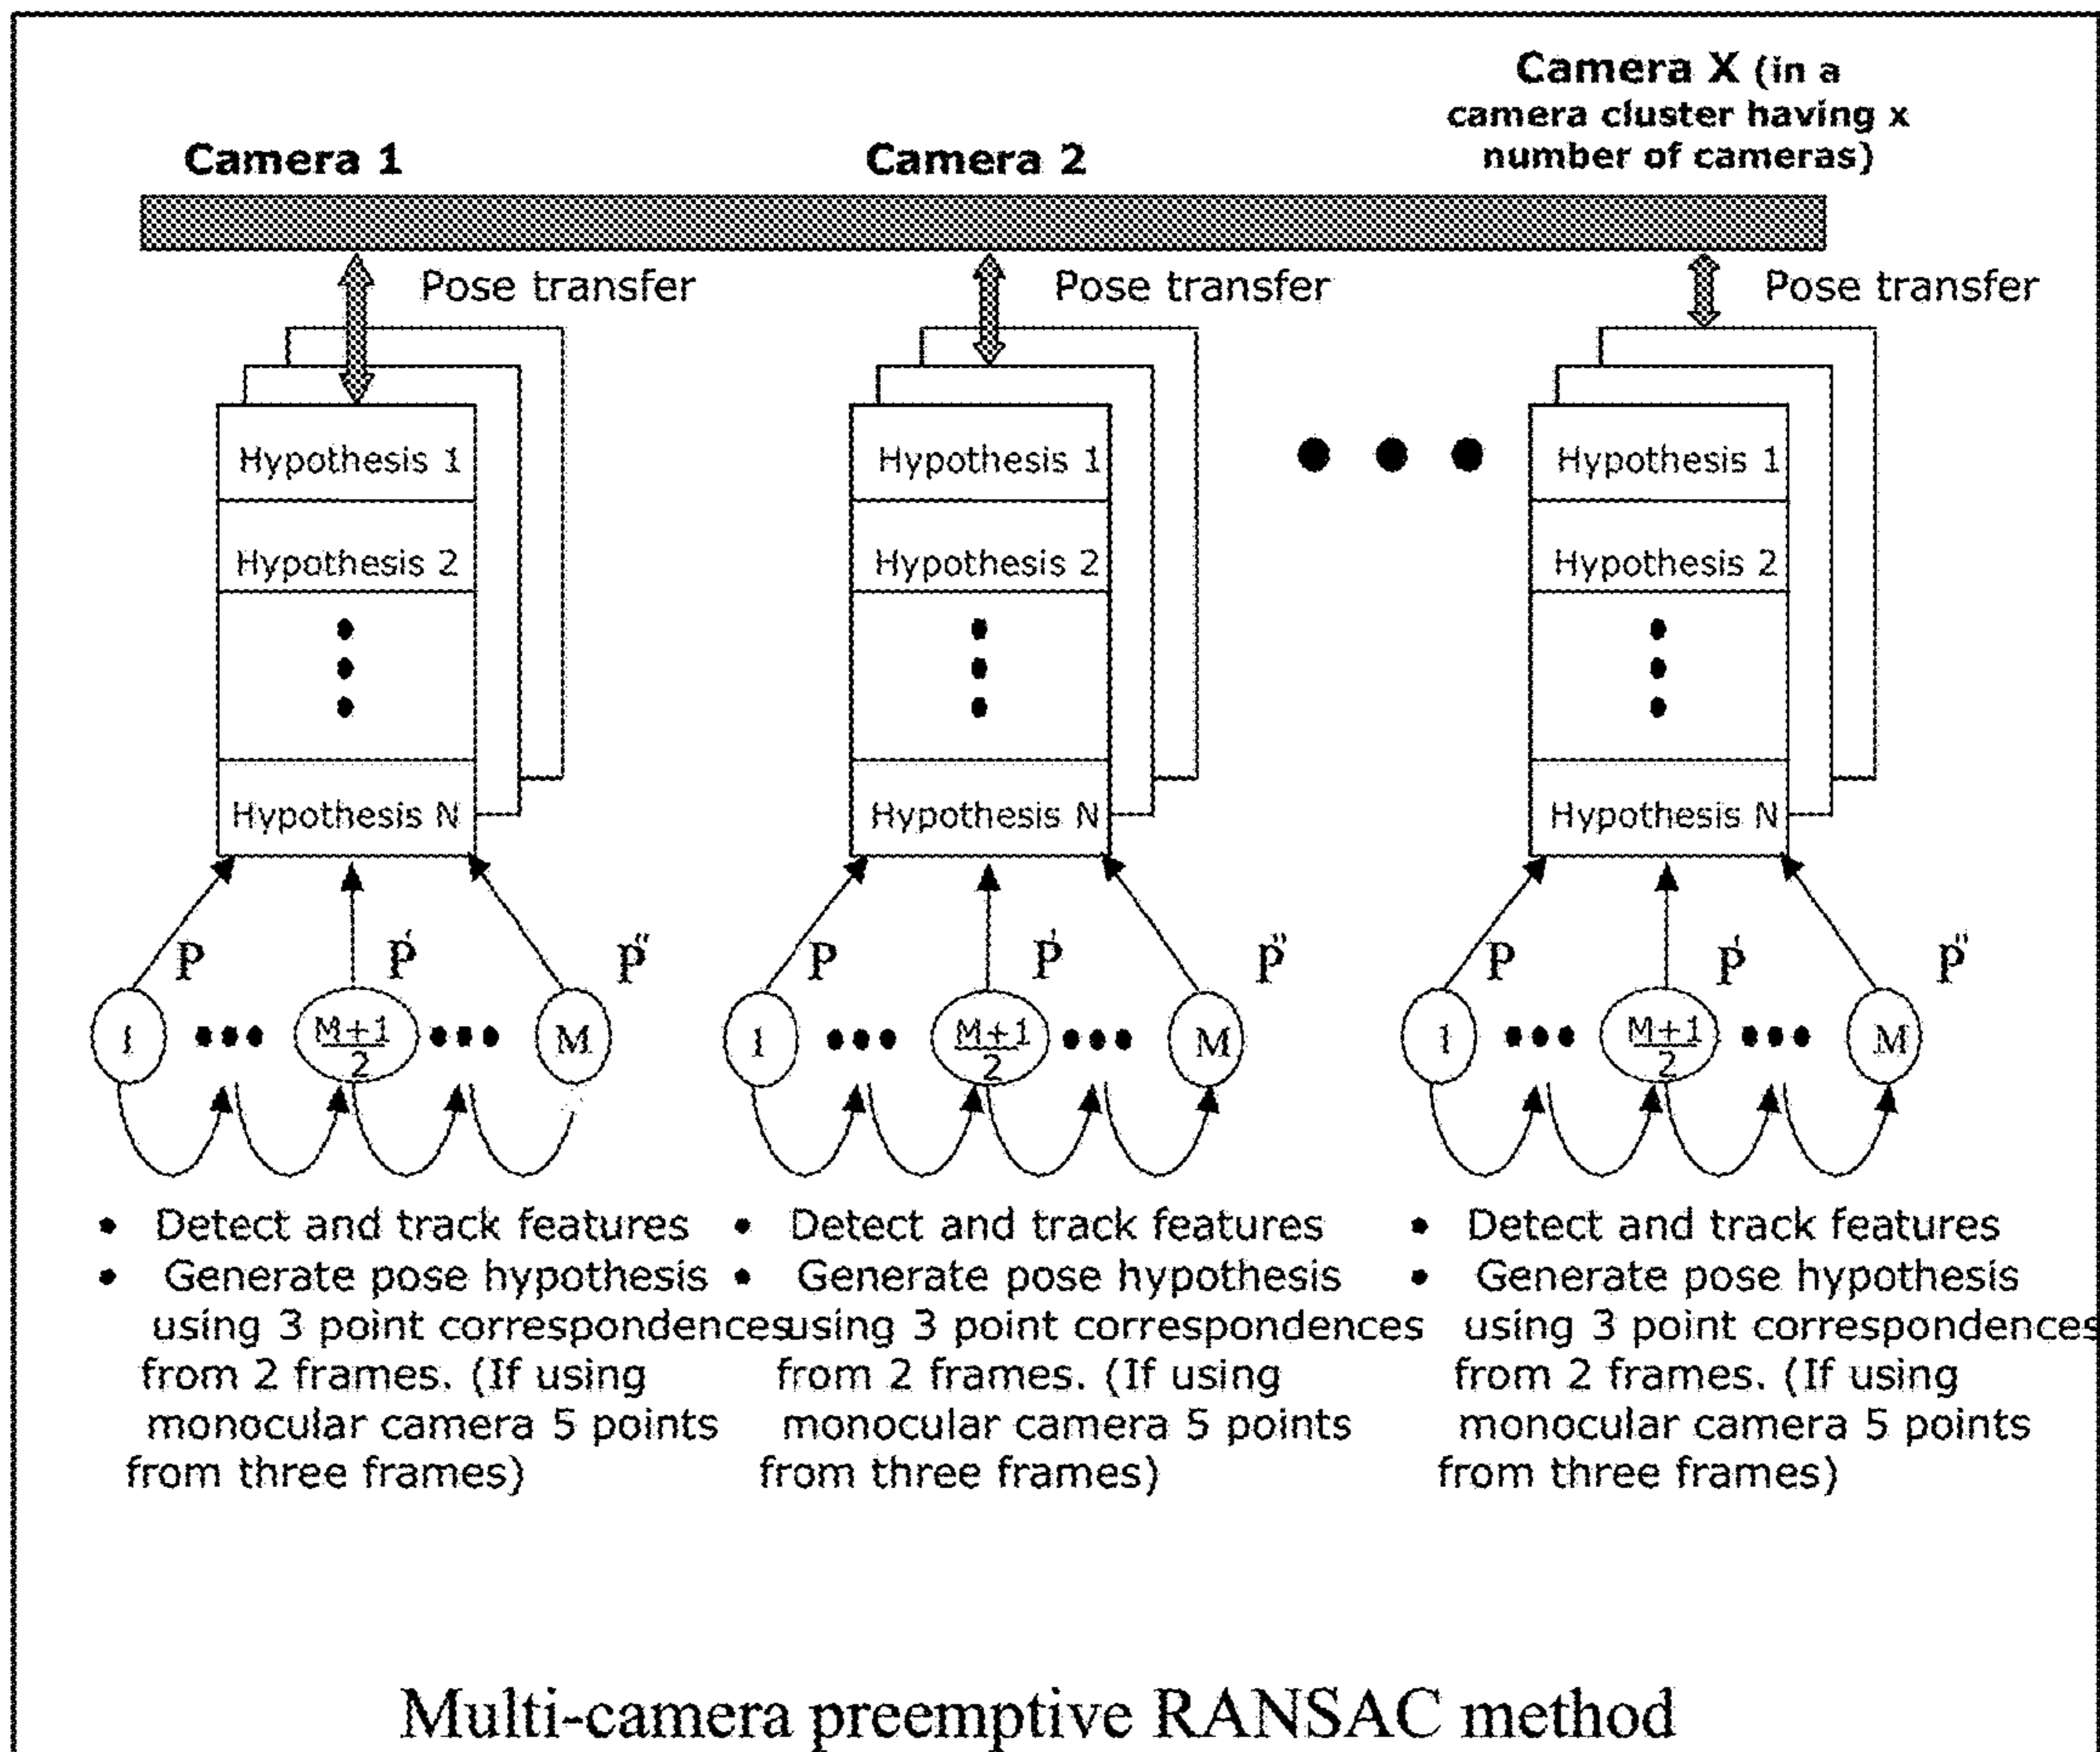 Camera 1
Camera 2
Camera X (in a
camera cluster having x
number of cameras)
Pose transfer
Pose transfer
Pose transfer
Hypothesis 1
Hypothesis 2
Hypothesis N
Hypothesis 1
Hypothesis 2
Hypothesis N
Hypothesis 1
Hypothesis 2
Hypothesis N
P P' P''
P P' P''
P P' P''
1 ••• M+1
2 ••• M
1 ••• M+1
2 ••• M
1 ••• M+1
2 ••• M
• Detect and track features
• Generate pose hypothesis
using 3 point correspondences
from 2 frames. (If using
monocular camera 5 points
from three frames)
• Detect and track features
• Generate pose hypothesis
using 3 point correspondences
from 2 frames. (If using
monocular camera 5 points
from three frames)
• Detect and track features
• Generate pose hypothesis
using 3 point correspondences
from 2 frames. (If using
monocular camera 5 points
from three frames)
Multi-camera preemptive RANSAC method